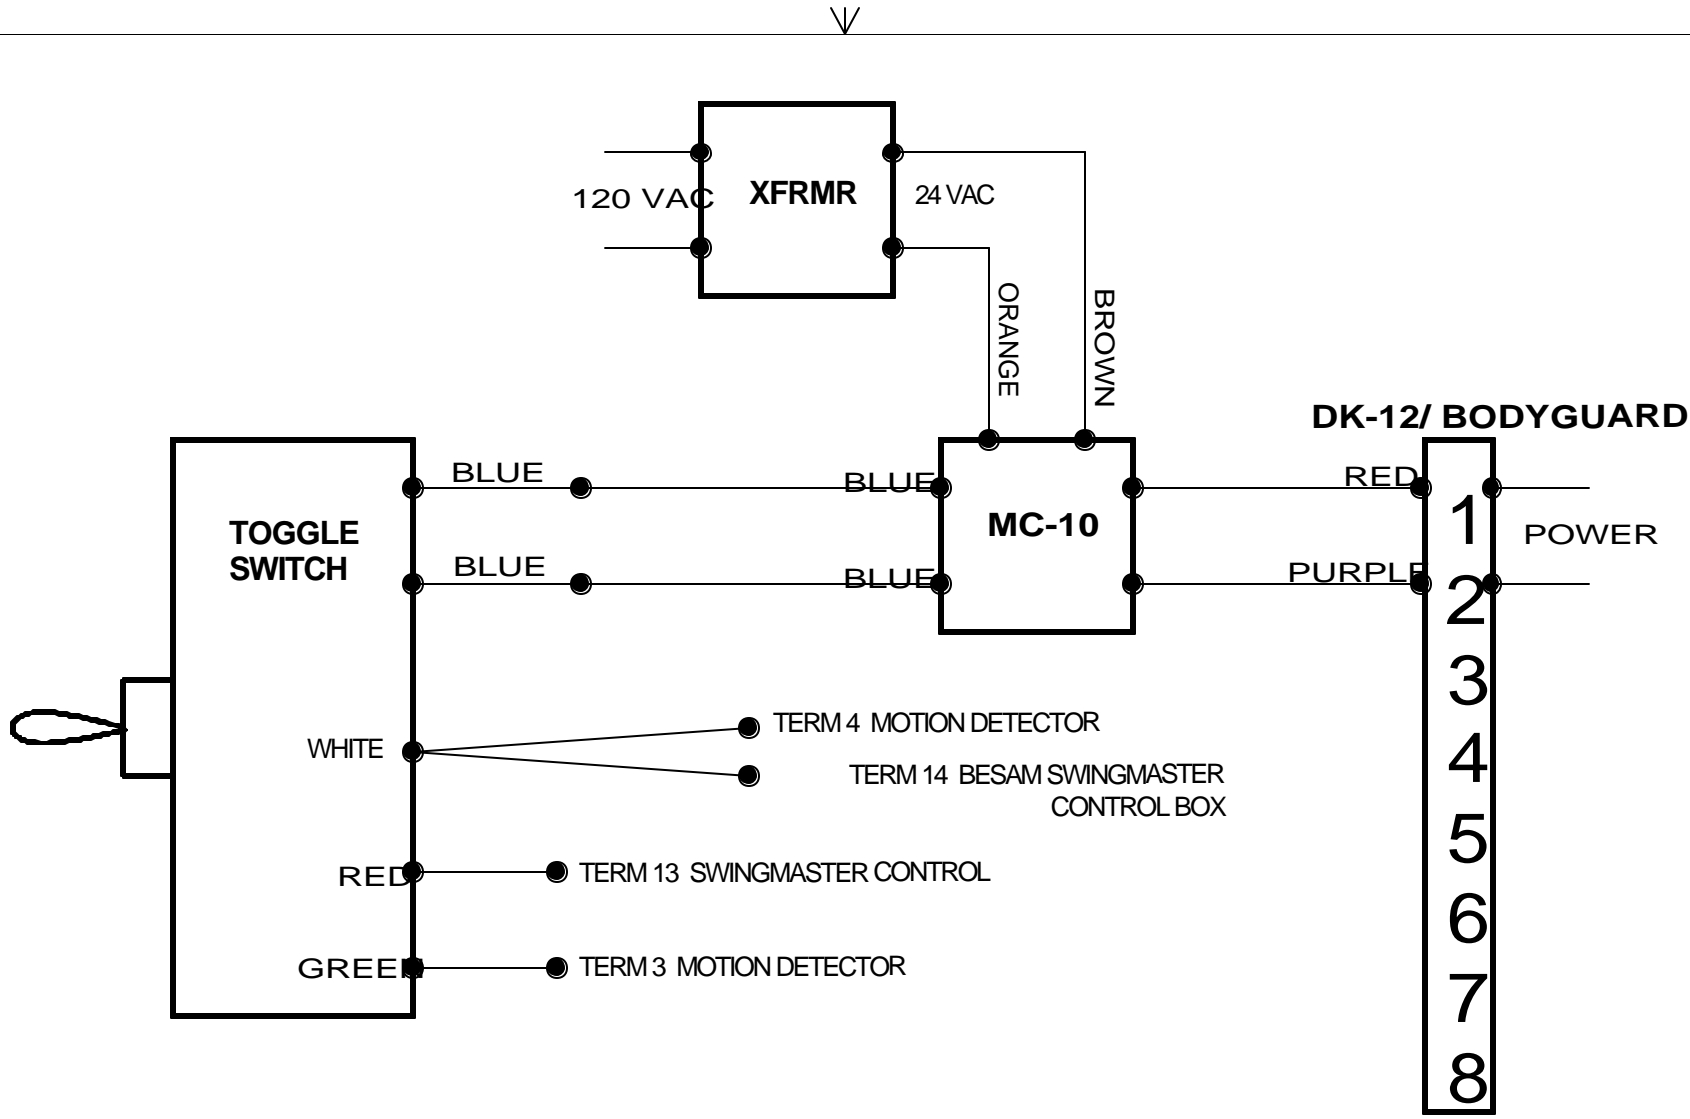 120 VAC
XFRMR
24 VAC
ORANGE
BROWN
DK-12/ BODYGUARD
BLUE
BLUE
RED
TOGGLE
SWITCH
MC-10
1
POWER
BLUE
BLUE
PURPLE
2
3
TERM 4 MOTION DETECTOR
WHITE
4
TERM 14 BESAM SWINGMASTER
CONTROL BOX
5
RED
TERM 13 SWINGMASTER CONTROL
6
GREEN
TERM 3 MOTION DETECTOR
7
8